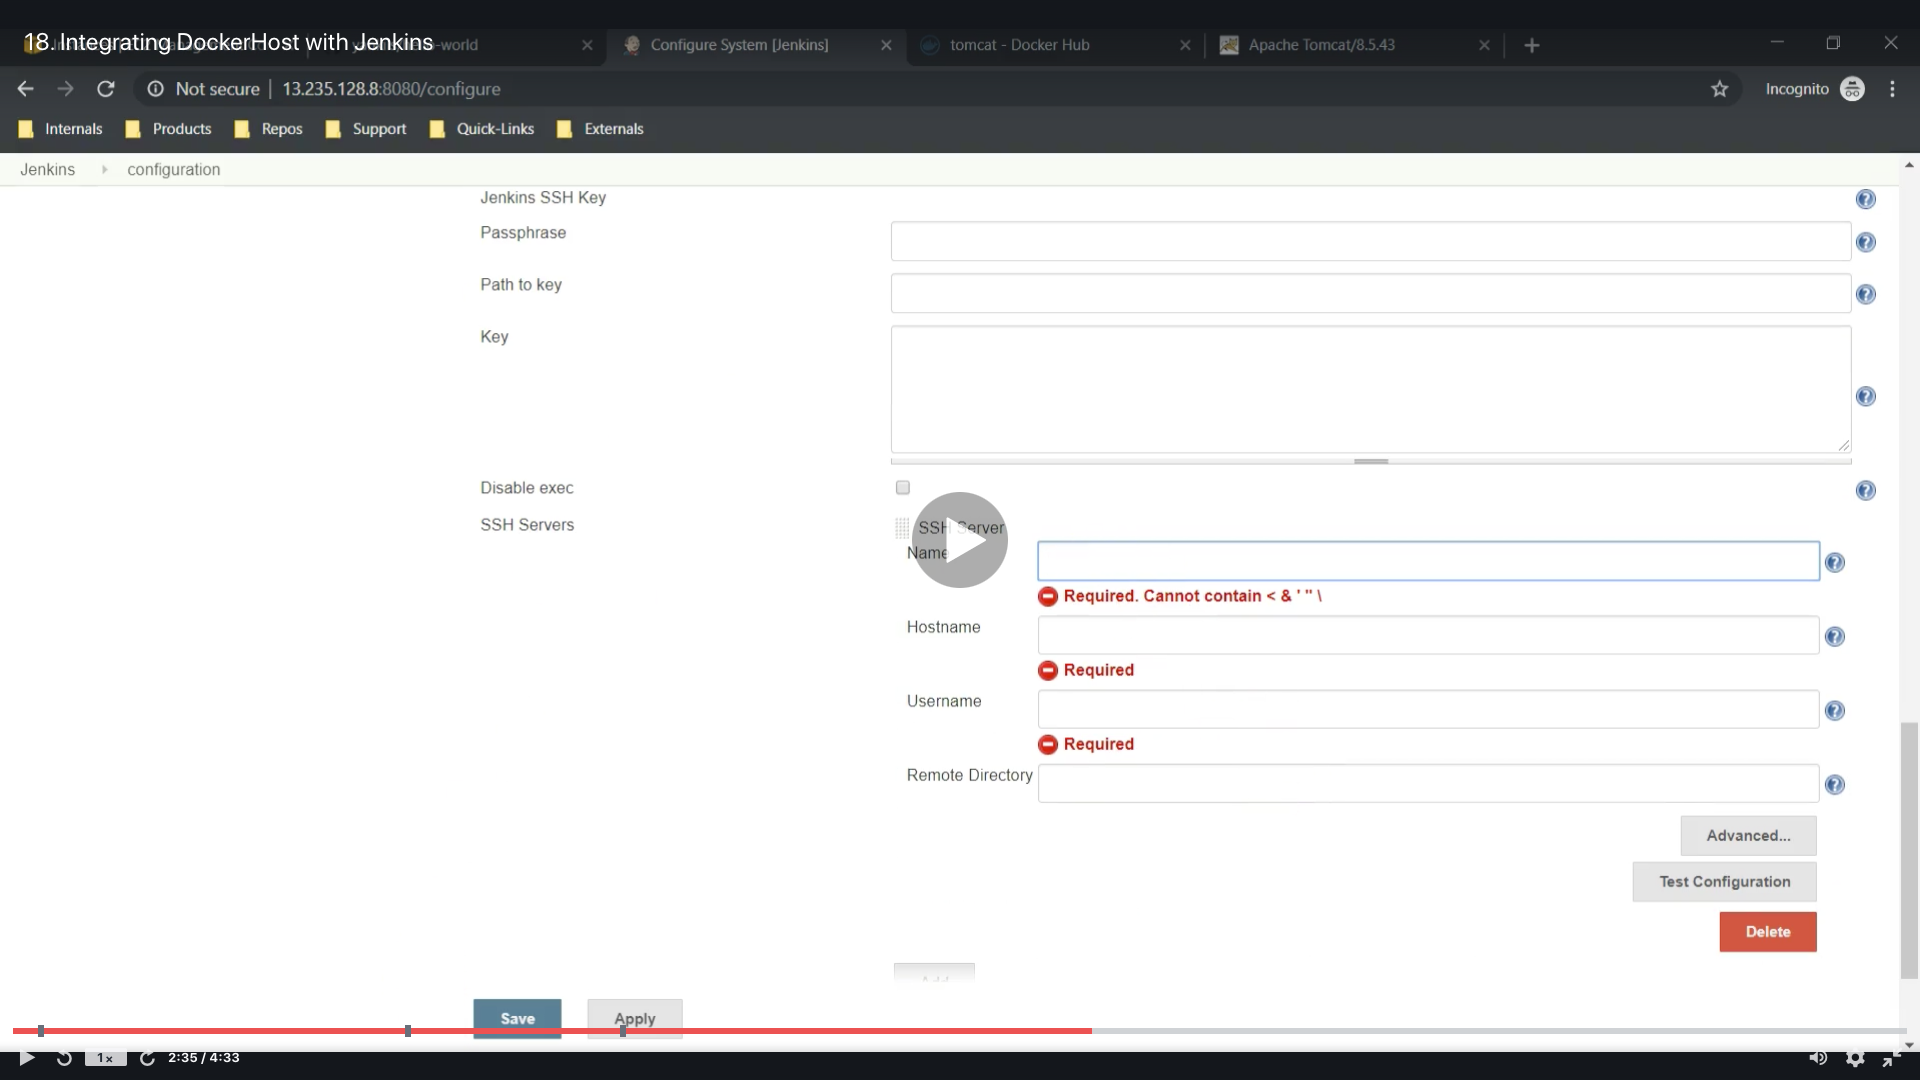 18. Integrating DockerHost with Jenkins
-world
Configure System [Jenkins]
tomcat - Docker Hub
Apache Tomcat/8.5.43
Not secure | 13.235.128.8:8080/configure
Incognito
Internals Products Repos Support Quick-Links Externals
Jenkins configuration
Jenkins SSH Key
Passphrase
Path to key
Key
Disable exec
SSH Servers
SSH Server
Name
Required. Cannot contain < & ' " \
Hostname
Required
Username
Required
Remote Directory
Advanced...
Test Configuration
Delete
Add
Save Apply
1x 2:35 / 4:33